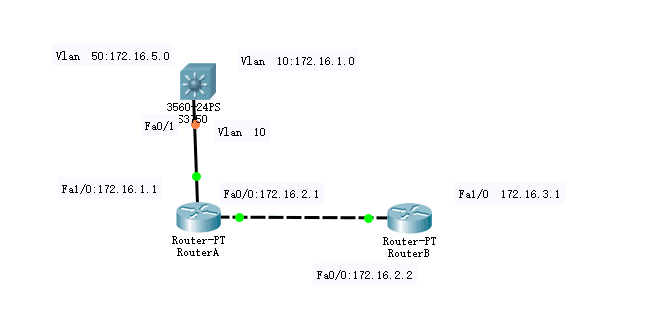 Vlan 50:172.16.5.0
Vlan 10:172.16.1.0
3560-24PS
S3750
Fa0/1
Vlan 10
Fa1/0:172.16.1.1
Fa0/0:172.16.2.1
Fa1/0 172.16.3.1
Router-PT
RouterA
Router-PT
RouterB
Fa0/0:172.16.2.2